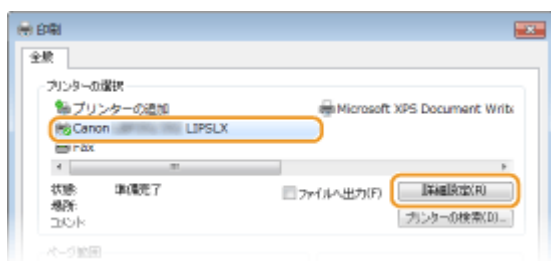 印刷
全般
プリンターの選択
プリンターの追加
Microsoft XPS Document Write
Canon LIPSLX
Fax
状態: 準備完了
場所:
コメント:
ファイルへ出力(F)
詳細設定(R)
プリンターの検索(D)...
ページ範囲